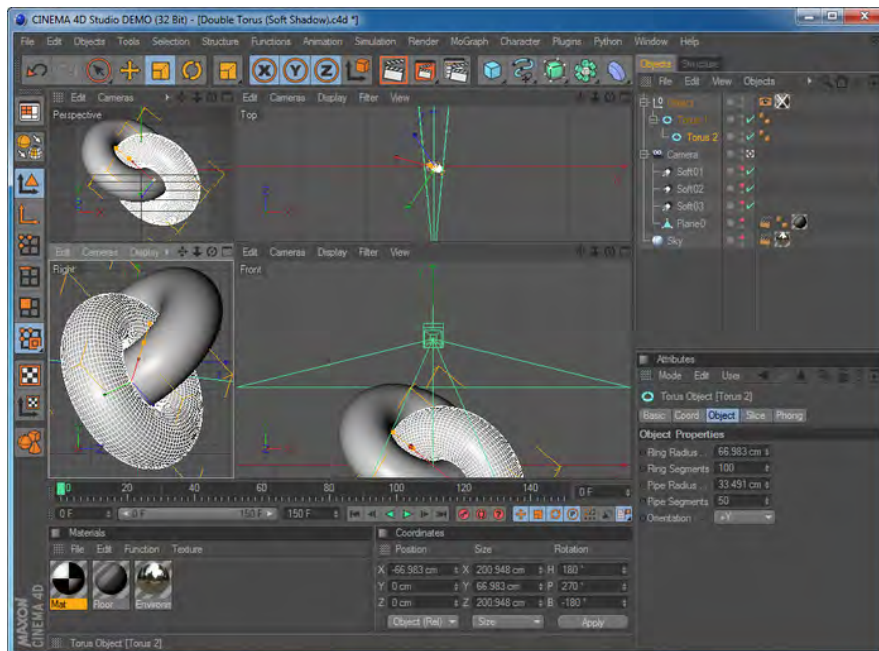 CINEMA 4D Studio DEMO (32 Bit) - [Double Torus (Soft Shadow).c4d *]
File Edit Objects Tools Selection Structure Functions Animation Simulation Render MoGraph Character Plugins Python Window Help
Objects Structure
File Edit View Objects
Edit Cameras
Edit Cameras Display Filter View
Perspective
Top
Torus 2
Camera
Soft01
Soft02
Soft03
Plane0
Sky
Edit Cameras Display
Edit Cameras Display Filter View
Right
Front
Attributes
Mode Edit
Torus Object [Torus 2]
Basic Coord Object Slice Phong
Object Properties
Ring Radius 66.983 cm
Ring Segments 100
Pipe Radius 33.491 cm
Pipe Segments 50
Orientation +Y
0 20 40 60 80 100 120 140 0 F
0 F 0 F 150 F 150 F
Materials
File Edit Function Texture
Mat Floor Environ
Coordinates
Position Size Rotation
X -66.983 cm X 200.948 cm H 180 °
Y 0 cm Y 66.983 cm P 270 °
Z 0 cm Z 200.948 cm B -180 °
Object (Rel) Size Apply
MAXON
CINEMA 4D
Torus Object [Torus 2]